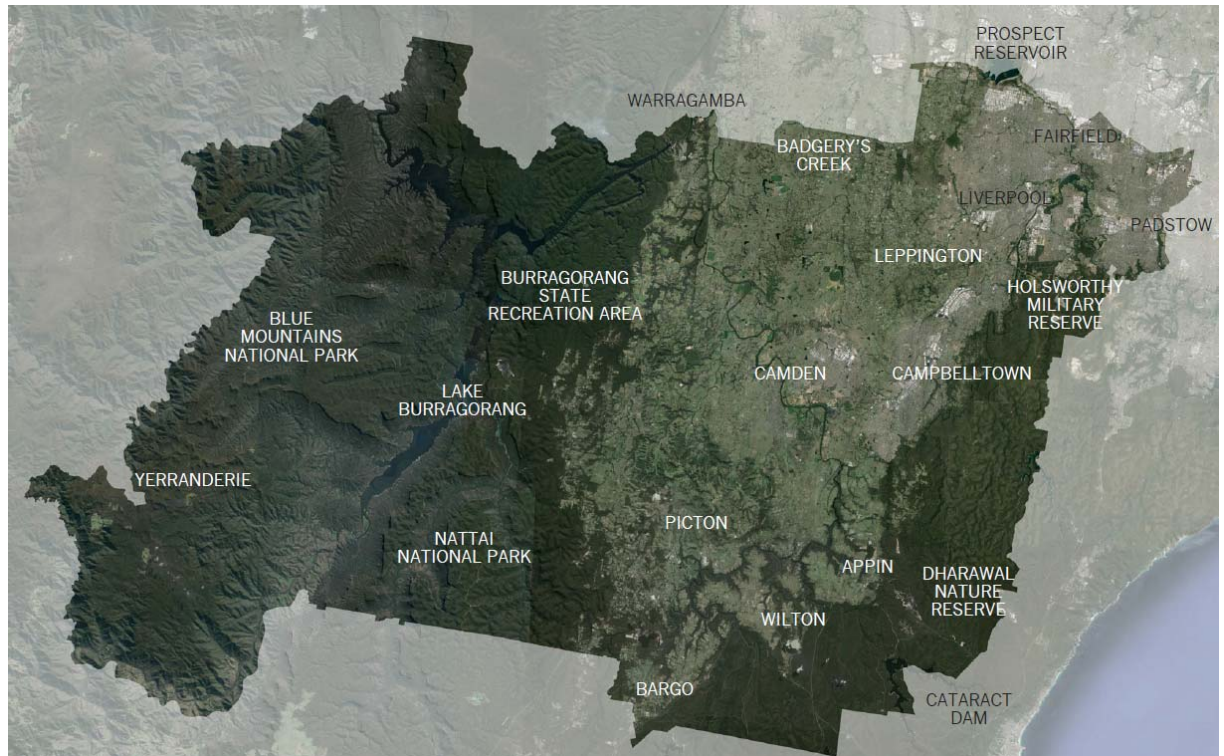 PROSPECT
RESERVOIR
WARRAGAMBA
FAIRFIELD
BADGERY'S
CREEK
LIVERPOOL
PADSTOW
LEPPINGTON
BURRAGORANG
STATE
RECREATION AREA
HOLSWORTHY
MILITARY
RESERVE
BLUE
MOUNTAINS
NATIONAL PARK
CAMDEN
CAMPBELLTOWN
LAKE
BURRAGORANG
YERRANDERIE
PICTON
NATTAI
NATIONAL PARK
APPIN
DHARAWAL
NATURE
RESERVE
WILTON
BARGO
CATARACT
DAM